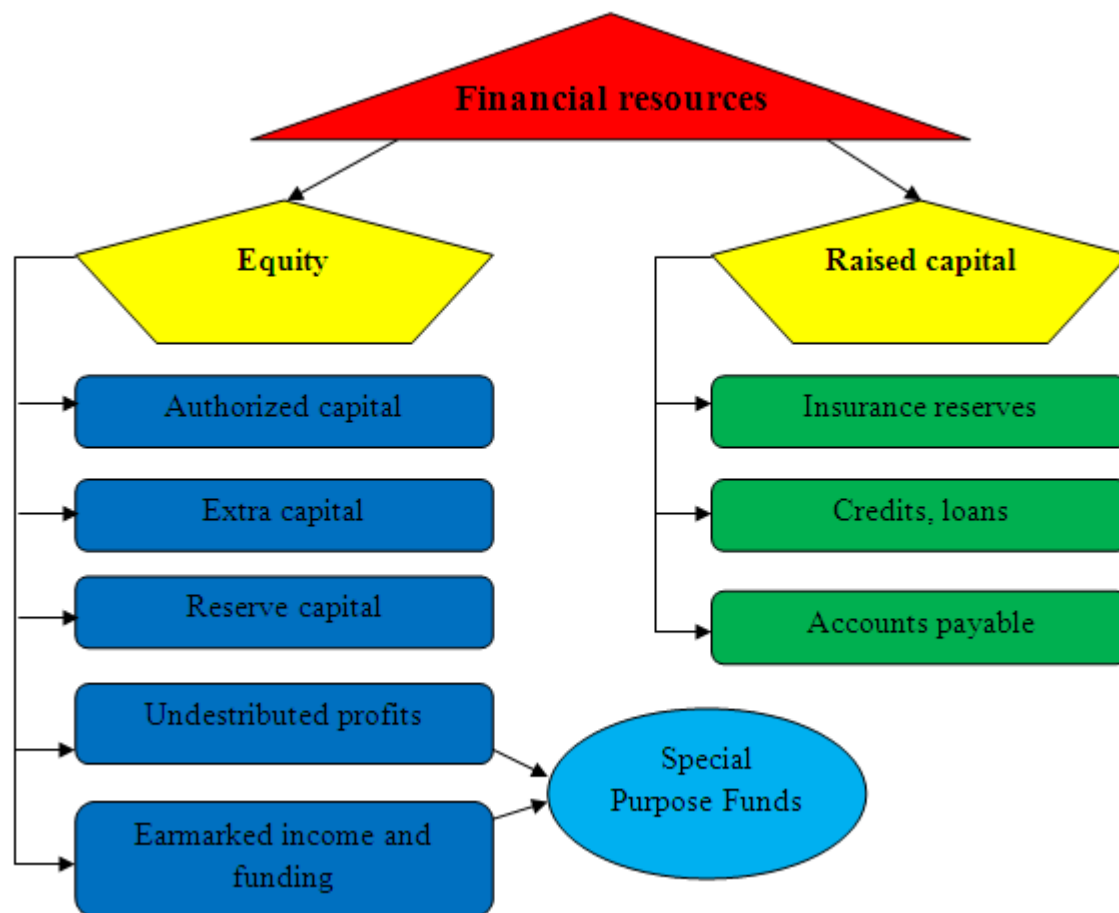 Financial resources
Equity
Raised capital
Authorized capital
Extra capital
Reserve capital
Undestributed profits
Earmarked income and
funding
Insurance reserves
Credits, loans
Accounts payable
Special
Purpose Funds